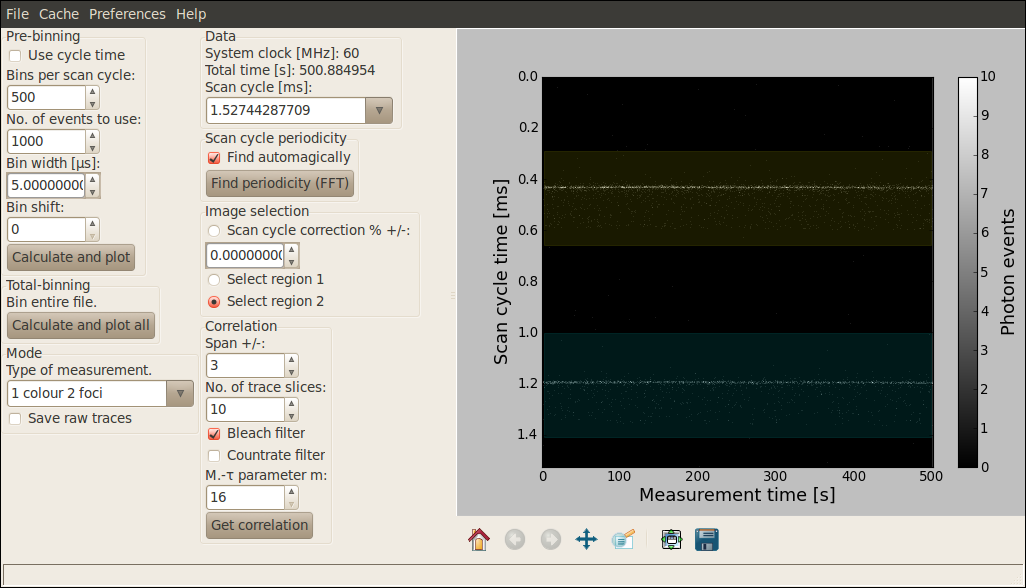 File Cache Preferences Help
Pre-binning
Use cycle time
Bins per scan cycle:
500
No. of events to use:
1000
Bin width [µs]:
5.00000000
Bin shift:
0
Calculate and plot
Total-binning
Bin entire file.
Calculate and plot all
Mode
Type of measurement.
1 colour 2 foci
Save raw traces
Data
System clock [MHz]: 60
Total time [s]: 500.884954
Scan cycle [ms]:
1.52744287709
Scan cycle periodicity
Find automagically
Find periodicity (FFT)
Image selection
Scan cycle correction % +/-:
0.00000000
Select region 1
Select region 2
Correlation
Span +/-:
3
No. of trace slices:
10
Bleach filter
Countrate filter
M.-τ parameter m:
16
Get correlation
Scan cycle time [ms]
0.0
0.2
0.4
0.6
0.8
1.0
1.2
1.4
0 100 200 300 400 500
Measurement time [s]
10
9
8
7
6
5
4
3
2
1
0
Photon events